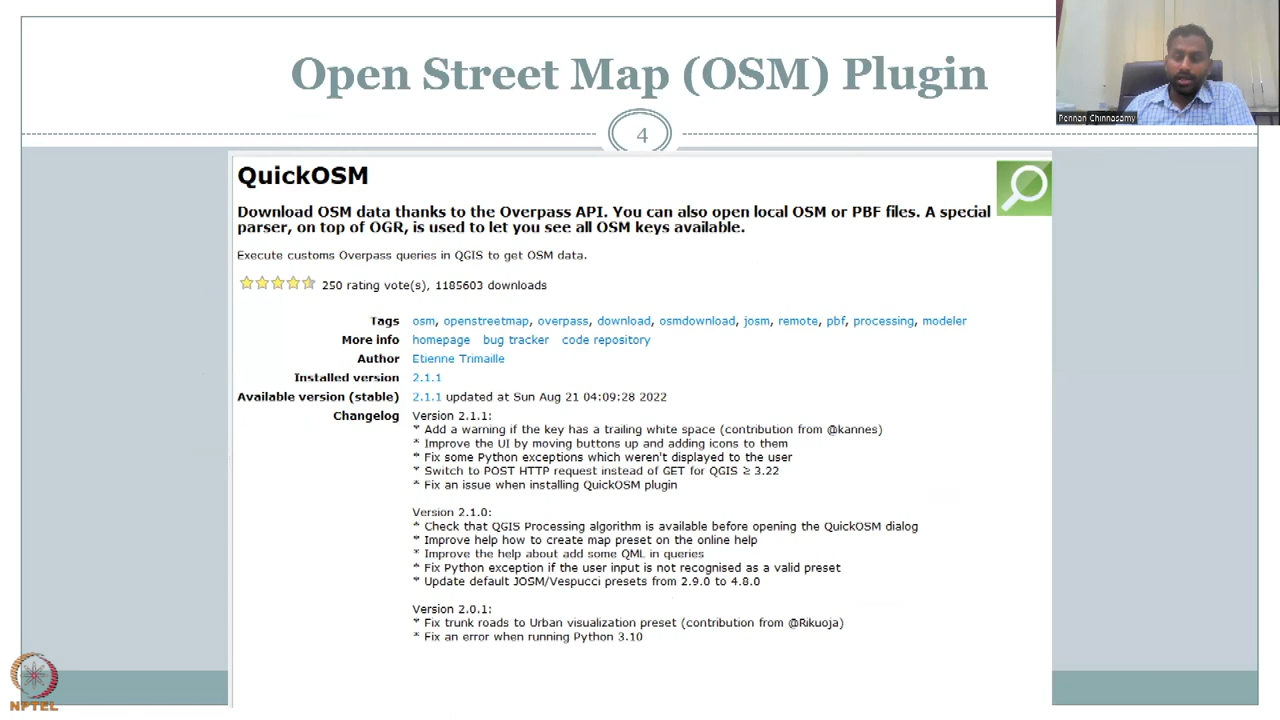 Open Street Map (OSM) Plugin
Pennan Chinnasamy
4
QuickOSM
Download OSM data thanks to the Overpass API. You can also open local OSM or PBF files. A special
parser, on top of OGR, is used to let you see all OSM keys available.
Execute customs Overpass queries in QGIS to get OSM data.
250 rating vote(s), 1185603 downloads
Tags osm, openstreetmap, overpass, download, osmdownload, josm, remote, pbf, processing, modeler
More info homepage bug tracker code repository
Author Etienne Trimaille
Installed version 2.1.1
Available version (stable) 2.1.1 updated at Sun Aug 21 04:09:28 2022
Changelog Version 2.1.1:
* Add a warning if the key has a trailing white space (contribution from @kannes)
* Improve the UI by moving buttons up and adding icons to them
* Fix some Python exceptions which weren't displayed to the user
* Switch to POST HTTP request instead of GET for QGIS ≥ 3.22
* Fix an issue when installing QuickOSM plugin
Version 2.1.0:
* Check that QGIS Processing algorithm is available before opening the QuickOSM dialog
* Improve help how to create map preset on the online help
* Improve the help about add some QML in queries
* Fix Python exception if the user input is not recognised as a valid preset
* Update default JOSM/Vespucci presets from 2.9.0 to 4.8.0
Version 2.0.1:
* Fix trunk roads to Urban visualization preset (contribution from @Rikuoja)
* Fix an error when running Python 3.10
NPTEL